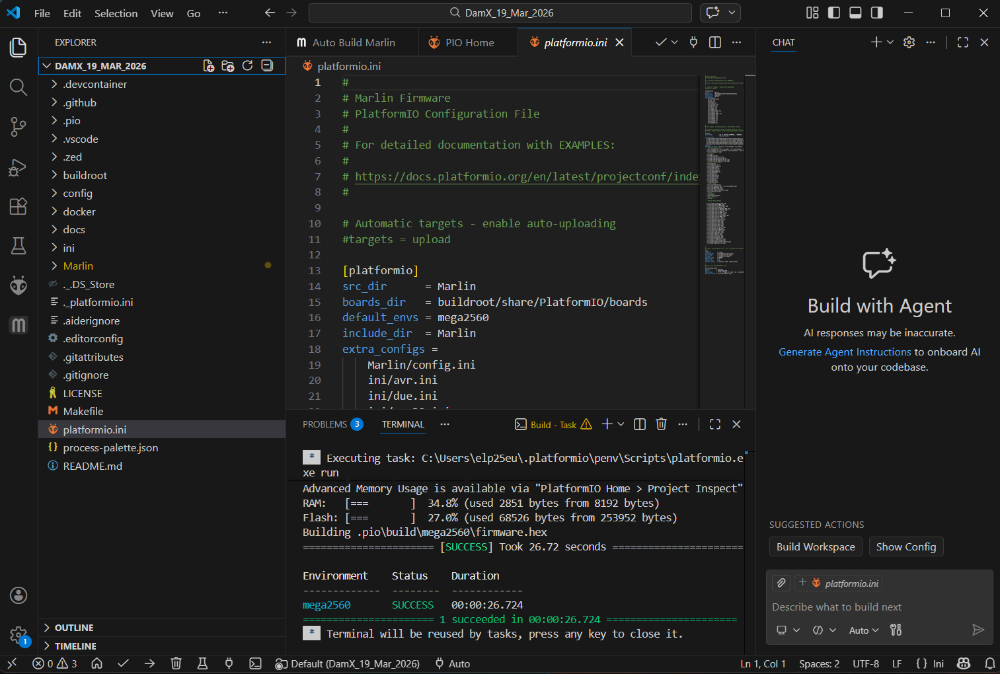 File Edit Selection View Go ···
DamX_19_Mar_2026
EXPLORER
DAMX_19_MAR_2026
.devcontainer
.github
.pio
.vscode
.zed
buildroot
config
docker
docs
ini
Marlin
._.DS_Store
._platformio.ini
.aiderignore
.editorconfig
.gitattributes
.gitignore
LICENSE
Makefile
platformio.ini
process-palette.json
README.md
OUTLINE
TIMELINE
1
Auto Build Marlin PIO Home platformio.ini
platformio.ini
1 #
2 # Marlin Firmware
3 # PlatformIO Configuration File
4 #
5 # For detailed documentation with EXAMPLES:
6 #
7 # https://docs.platformio.org/en/latest/projectconf/inde
8 #
9
10 # Automatic targets - enable auto-uploading
11 #targets = upload
12
13 [platformio]
14 src_dir = Marlin
15 boards_dir = buildroot/share/PlatformIO/boards
16 default_envs = mega2560
17 include_dir = Marlin
18 extra_configs =
19 Marlin/config.ini
20 ini/avr.ini
21 ini/due.ini
PROBLEMS 3 TERMINAL ··· Build - Task
* Executing task: C:\Users\elp25eu\.platformio\penv\Scripts\platformio.e
xe run
Advanced Memory Usage is available via "PlatformIO Home > Project Inspect"
RAM: [=== ] 34.8% (used 2851 bytes from 8192 bytes)
Flash: [=== ] 27.0% (used 68526 bytes from 253952 bytes)
Building .pio\build\mega2560\firmware.hex
====================== [SUCCESS] Took 26.72 seconds ======================
Environment Status Duration
------------- -------- ------------
mega2560 SUCCESS 00:00:26.724
====================== 1 succeeded in 00:00:26.724 ======================
* Terminal will be reused by tasks, press any key to close it.
CHAT
Build with Agent
AI responses may be inaccurate.
Generate Agent Instructions to onboard AI
onto your codebase.
SUGGESTED ACTIONS
Build Workspace Show Config
+ platformio.ini
Describe what to build next
Auto
0 3 Default (DamX_19_Mar_2026) Auto Ln 1, Col 1 Spaces: 2 UTF-8 LF {} Ini